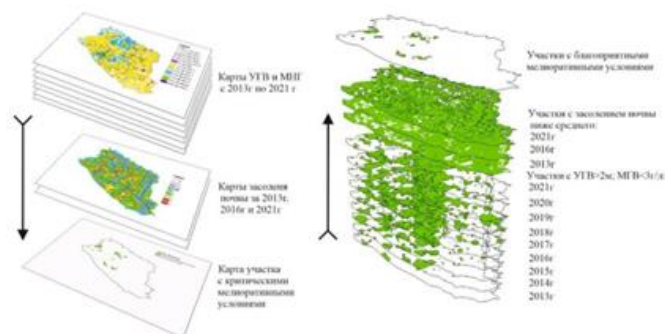 Карты УГВ и МНГ
с 2013г по 2021 г
Карты засоленя
почвы за 2013г.
2016г и 2021г
Карта участка
с критическими
мелиоративными
условиями
Участки с благоприятными
мелиоративными условиями
Участки с засолением почвы
ниже среднего:
2021г
2016г
2013г
Участки с УГВ>2м; МГВ<3г/л:
2021г
2020г
2019г
2018г
2017г
2016г
2015г
2014г
2013г